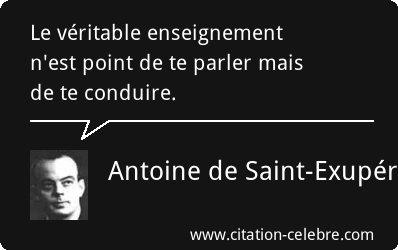 Le véritable enseignement
n'est point de te parler mais
de te conduire.
Antoine de Saint-Exupér
www.citation-celebre.com